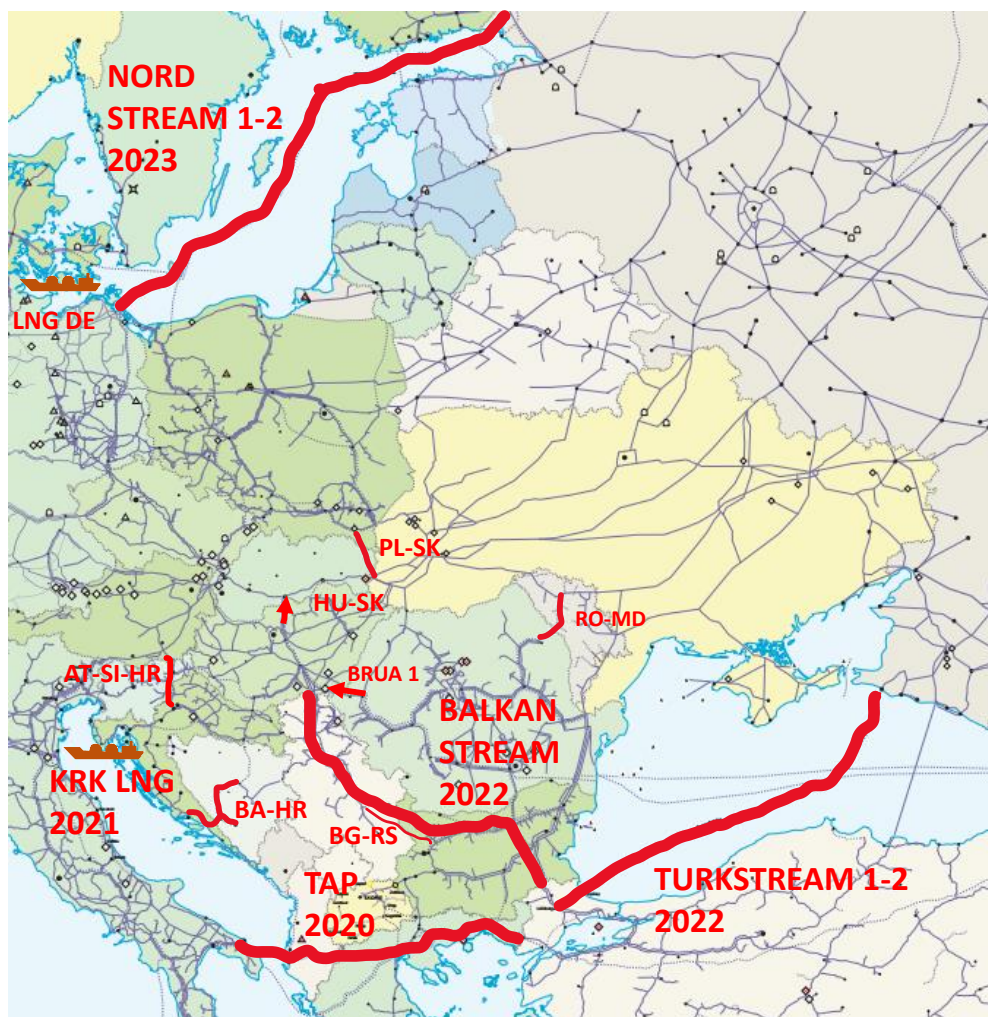 NORD
STREAM 1-2
2023
LNG DE
PL-SK
HU-SK
RO-MD
AT-SI-HR
BRUA 1
BALKAN
STREAM
2022
KRK LNG
2021
BA-HR
BG-RS
TAP
2020
TURKSTREAM 1-2
2022